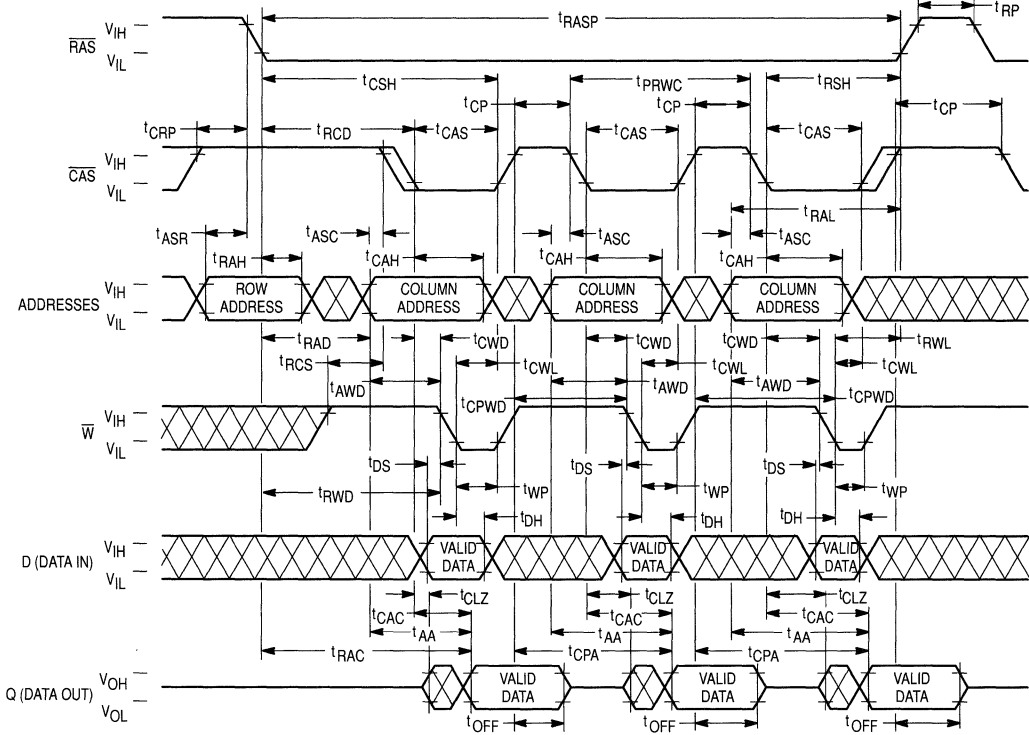 tRASP tRP
RAS VIH
VIL
tCSH tPRWC tRSH
tCP tCP tCP
tCRP tRCD tCAS tCAS tCAS
CAS VIH
VIL
tRAL
tASR tASC tASC tASC
tRAH tCAH tCAH tCAH
ADDRESSES VIH
VIL
ROW ADDRESS
COLUMN ADDRESS
COLUMN ADDRESS
COLUMN ADDRESS
tRAD tCWD tCWD tCWD tRWL
tRCS tCWL tCWL tCWL
tAWD tAWD tAWD
tCPWD tCPWD
W VIH
VIL
tDS tDS tDS
tRWD tWP tWP tWP
tDH tDH tDH
D (DATA IN) VIH
VIL
VALID DATA
VALID DATA
VALID DATA
tCLZ tCLZ tCLZ
tCAC tCAC tCAC
tAA tAA tAA
tRAC tCPA tCPA
Q (DATA OUT) VOH
VOL
VALID DATA
VALID DATA
VALID DATA
tOFF tOFF tOFF